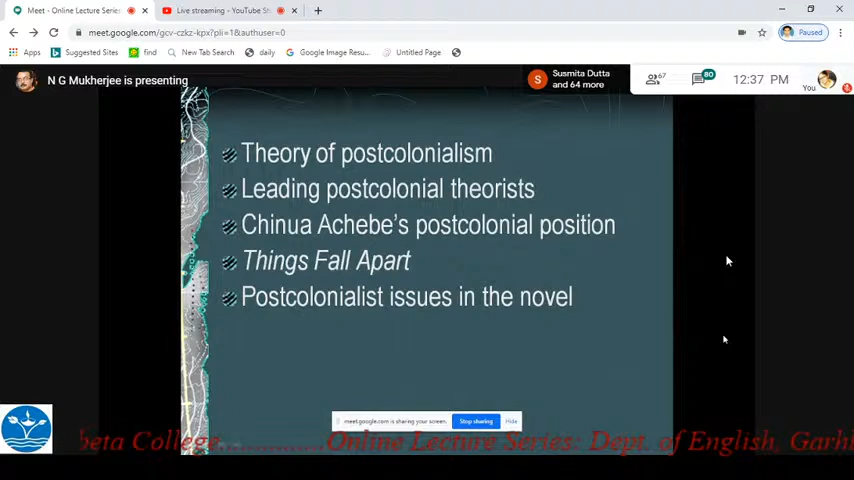 Meet - Online Lecture Series:
Live streaming - YouTube St
meet.google.com/gcv-czkz-kpx?pli=1&authuser=0
Paused
Apps
Suggested Sites
find
New Tab Search
daily
Google Image Resu...
Untitled Page
N G Mukherjee is presenting
S
Susmita Dutta
and 64 more
67
80
12:37 PM
You
Theory of postcolonialism
Leading postcolonial theorists
Chinua Achebe's postcolonial position
Things Fall Apart
Postcolonialist issues in the novel
meet.google.com is sharing your screen.
Stop sharing
Hide
beta College.............Online Lecture Series: Dept. of English, Garhb